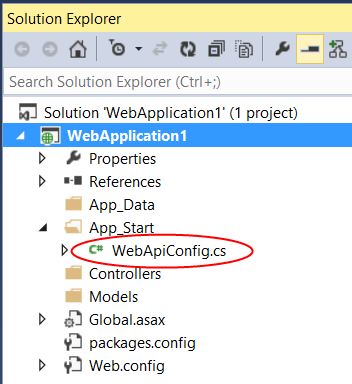 Solution Explorer
Search Solution Explorer (Ctrl+;)
Solution 'WebApplication1' (1 project)
WebApplication1
Properties
References
App_Data
App_Start
C# WebApiConfig.cs
Controllers
Models
Global.asax
packages.config
Web.config